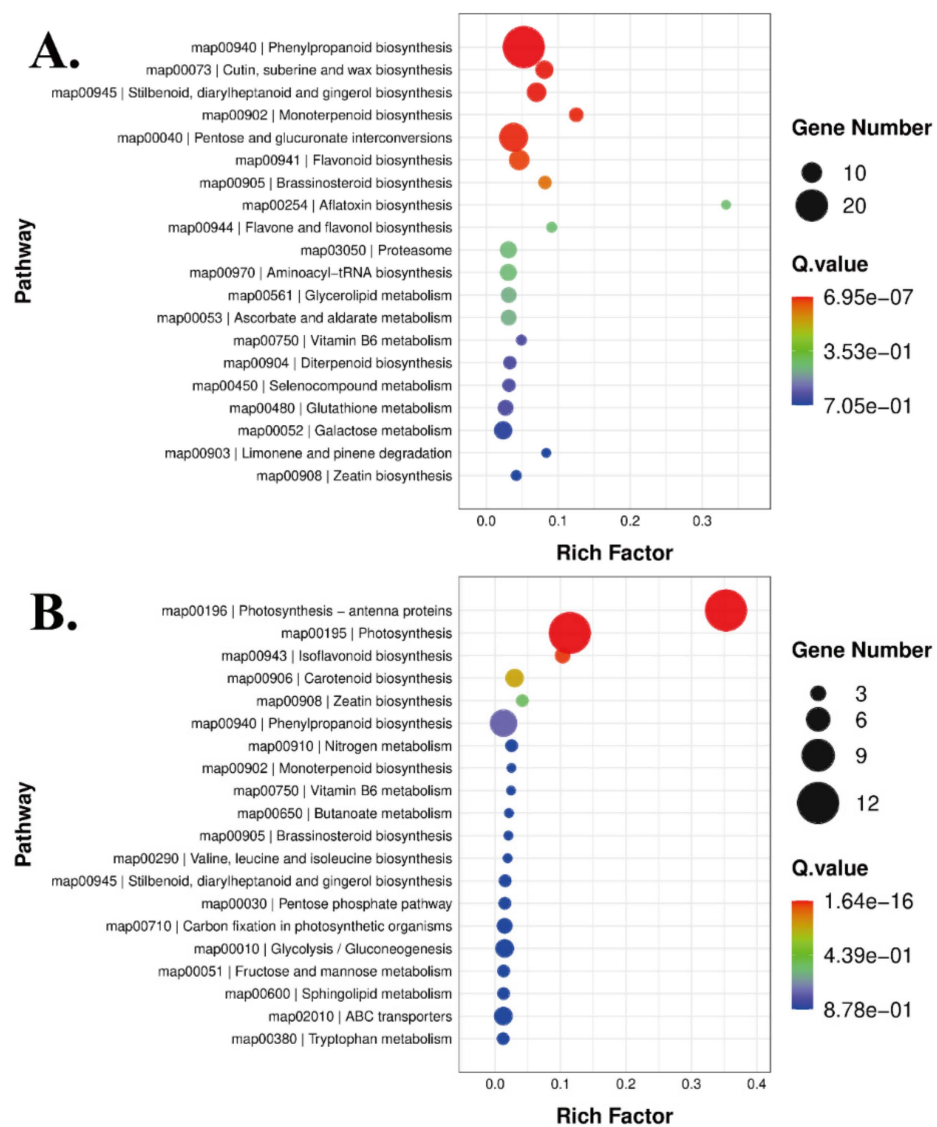 A.
map00940 | Phenylpropanoid biosynthesis
map00073 | Cutin, suberine and wax biosynthesis
map00945 | Stilbenoid, diarylheptanoid and gingerol biosynthesis
map00902 | Monoterpenoid biosynthesis
map00040 | Pentose and glucuronate interconversions
map00941 | Flavonoid biosynthesis
map00905 | Brassinosteroid biosynthesis
map00254 | Aflatoxin biosynthesis
map00944 | Flavone and flavonol biosynthesis
map03050 | Proteasome
map00970 | Aminoacyl−tRNA biosynthesis
map00561 | Glycerolipid metabolism
map00053 | Ascorbate and aldarate metabolism
map00750 | Vitamin B6 metabolism
map00904 | Diterpenoid biosynthesis
map00450 | Selenocompound metabolism
map00480 | Glutathione metabolism
map00052 | Galactose metabolism
map00903 | Limonene and pinene degradation
map00908 | Zeatin biosynthesis
Pathway
0.0 0.1 0.2 0.3
Rich Factor
Gene Number
10
20
Q.value
6.95e−07
3.53e−01
7.05e−01
B.
map00196 | Photosynthesis − antenna proteins
map00195 | Photosynthesis
map00943 | Isoflavonoid biosynthesis
map00906 | Carotenoid biosynthesis
map00908 | Zeatin biosynthesis
map00940 | Phenylpropanoid biosynthesis
map00910 | Nitrogen metabolism
map00902 | Monoterpenoid biosynthesis
map00750 | Vitamin B6 metabolism
map00650 | Butanoate metabolism
map00905 | Brassinosteroid biosynthesis
map00290 | Valine, leucine and isoleucine biosynthesis
map00945 | Stilbenoid, diarylheptanoid and gingerol biosynthesis
map00030 | Pentose phosphate pathway
map00710 | Carbon fixation in photosynthetic organisms
map00010 | Glycolysis / Gluconeogenesis
map00051 | Fructose and mannose metabolism
map00600 | Sphingolipid metabolism
map02010 | ABC transporters
map00380 | Tryptophan metabolism
Pathway
0.0 0.1 0.2 0.3 0.4
Rich Factor
Gene Number
3
6
9
12
Q.value
1.64e−16
4.39e−01
8.78e−01